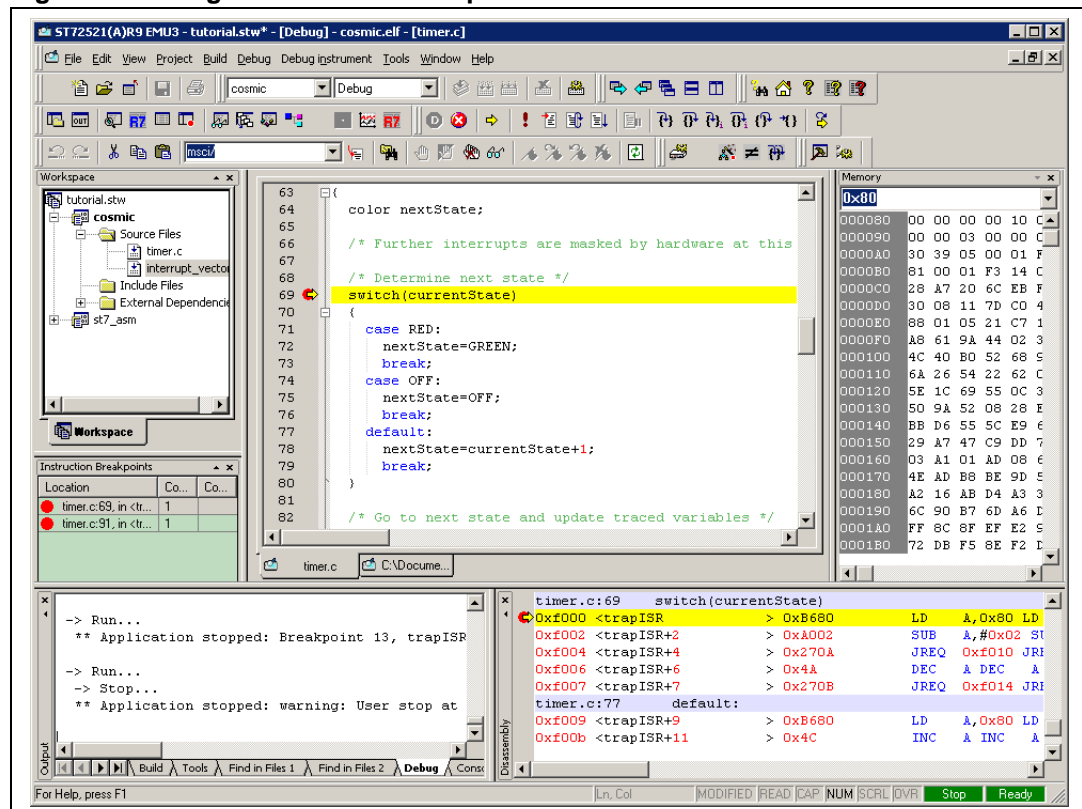 ST72521(A)R9 EMU3 - tutorial.stw* - [Debug] - cosmic.elf - [timer.c]
File Edit View Project Build Debug Debug instrument Tools Window Help
cosmic Debug
msci/
Workspace
tutorial.stw
cosmic
Source Files
timer.c
interrupt_vector
Include Files
External Dependencie
st7_asm
Workspace
Instruction Breakpoints
Location Co... Co...
timer.c:69, in <tr... 1
timer.c:91, in <tr... 1
63 {
64 color nextState;
65
66 /* Further interrupts are masked by hardware at this
67
68 /* Determine next state */
69 switch(currentState)
70 {
71 case RED:
72 nextState=GREEN;
73 break;
74 case OFF:
75 nextState=OFF;
76 break;
77 default:
78 nextState=currentState+1;
79 break;
80 }
81
82 /* Go to next state and update traced variables */
timer.c C:\Docume...
Memory
0x80
000080 00 00 00 00 10
000090 00 00 03 00 00
0000A0 30 39 05 00 01
0000B0 81 00 01 F3 14
0000C0 28 A7 20 6C EB
0000D0 30 08 11 7D C0
0000E0 88 01 05 21 C7
0000F0 A8 61 9A 44 02
000100 4C 40 B0 52 68
000110 6A 26 54 22 62
000120 5E 1C 69 55 0C
000130 50 9A 52 08 28
000140 BB D6 55 5C E9
000150 29 A7 47 C9 DD
000160 03 A1 01 AD 08
000170 4E AD B8 BE 9D
000180 A2 16 AB D4 A3
000190 6C 90 B7 6D A6
0001A0 FF 8C 8F EF E2
0001B0 72 DB F5 8E F2
-> Run...
** Application stopped: Breakpoint 13, trapISR
-> Run...
-> Stop...
** Application stopped: warning: User stop at
Output
Build Tools Find in Files 1 Find in Files 2 Debug Conso
timer.c:69 switch(currentState)
0xf000 <trapISR > 0xB680 LD A,0x80 LD
0xf002 <trapISR+2 > 0xA002 SUB A,#0x02 SU
0xf004 <trapISR+4 > 0x270A JREQ 0xf010 JRE
0xf006 <trapISR+6 > 0x4A DEC A DEC A
0xf007 <trapISR+7 > 0x270B JREQ 0xf014 JRE
timer.c:77 default:
0xf009 <trapISR+9 > 0xB680 LD A,0x80 LD
0xf00b <trapISR+11 > 0x4C INC A INC A
Disassembly
For Help, press F1 Ln, Col MODIFIED READ CAP NUM SCRL OVR Stop Ready